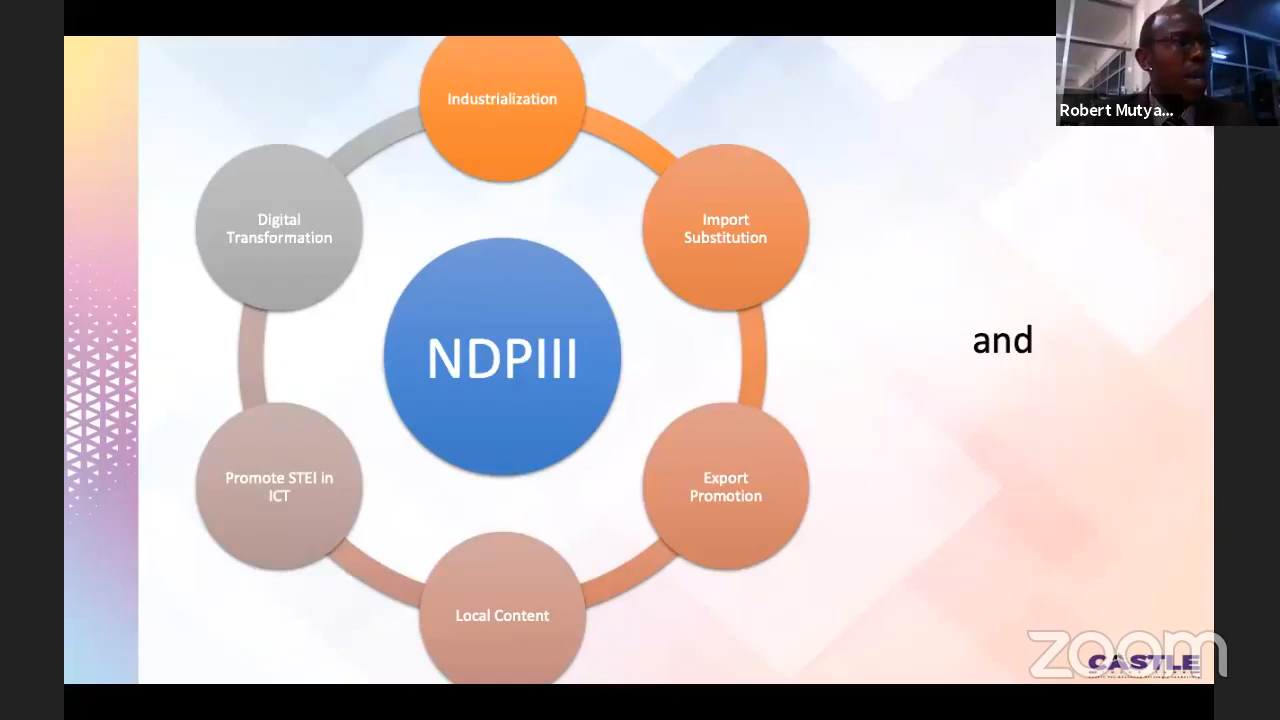 Industrialization
Robert Mutya...
Digital
Transformation
Import
Substitution
NDPIII
and
Promote STEI in
ICT
Export
Promotion
Local Content
zoom
CASTLE